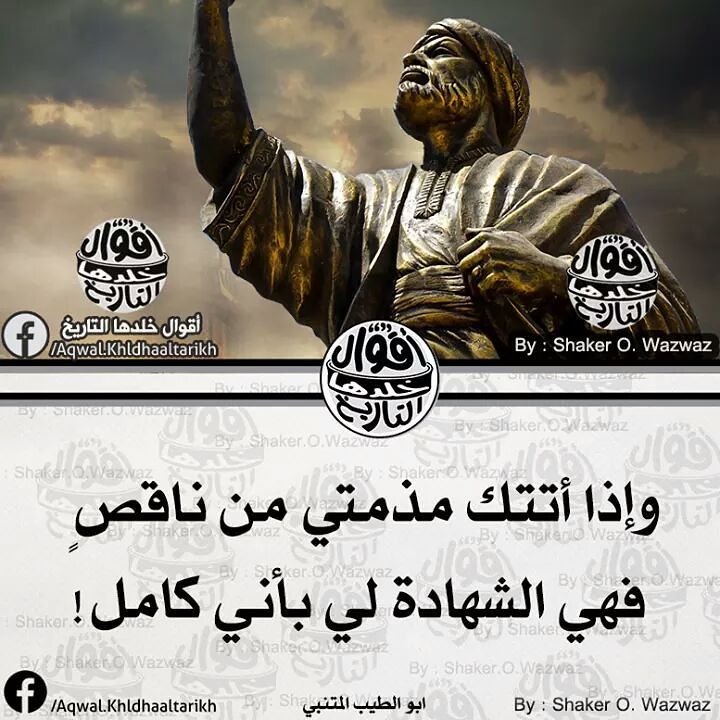 أقوال
خلدها
التاريخ
أقوال
خلدها
التاريخ
أقوال خلدها التاريخ
/Aqwal.Khldhaaltarikh
By : Shaker O. Wazwaz
أقوال
خلدها
التاريخ
وإذا أتتك مذمتي من ناقصٍ
فهي الشهادة لي بأني كامل!
/Aqwal.Khldhaaltarikh
ابو الطيب المتنبي
By : Shaker O. Wazwaz